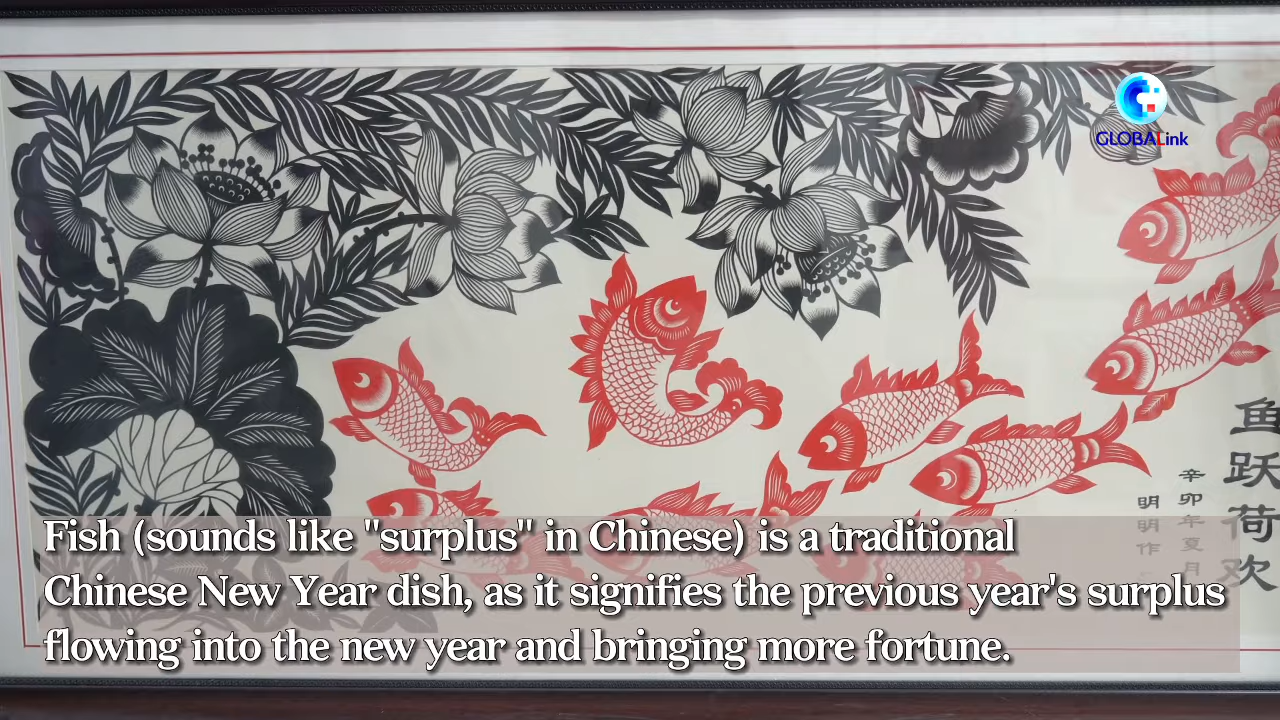 GLOBALink
鱼跃荷欢
辛卯年夏月
明明作
Fish (sounds like "surplus" in Chinese) is a traditional
Chinese New Year dish, as it signifies the previous year's surplus
flowing into the new year and bringing more fortune.